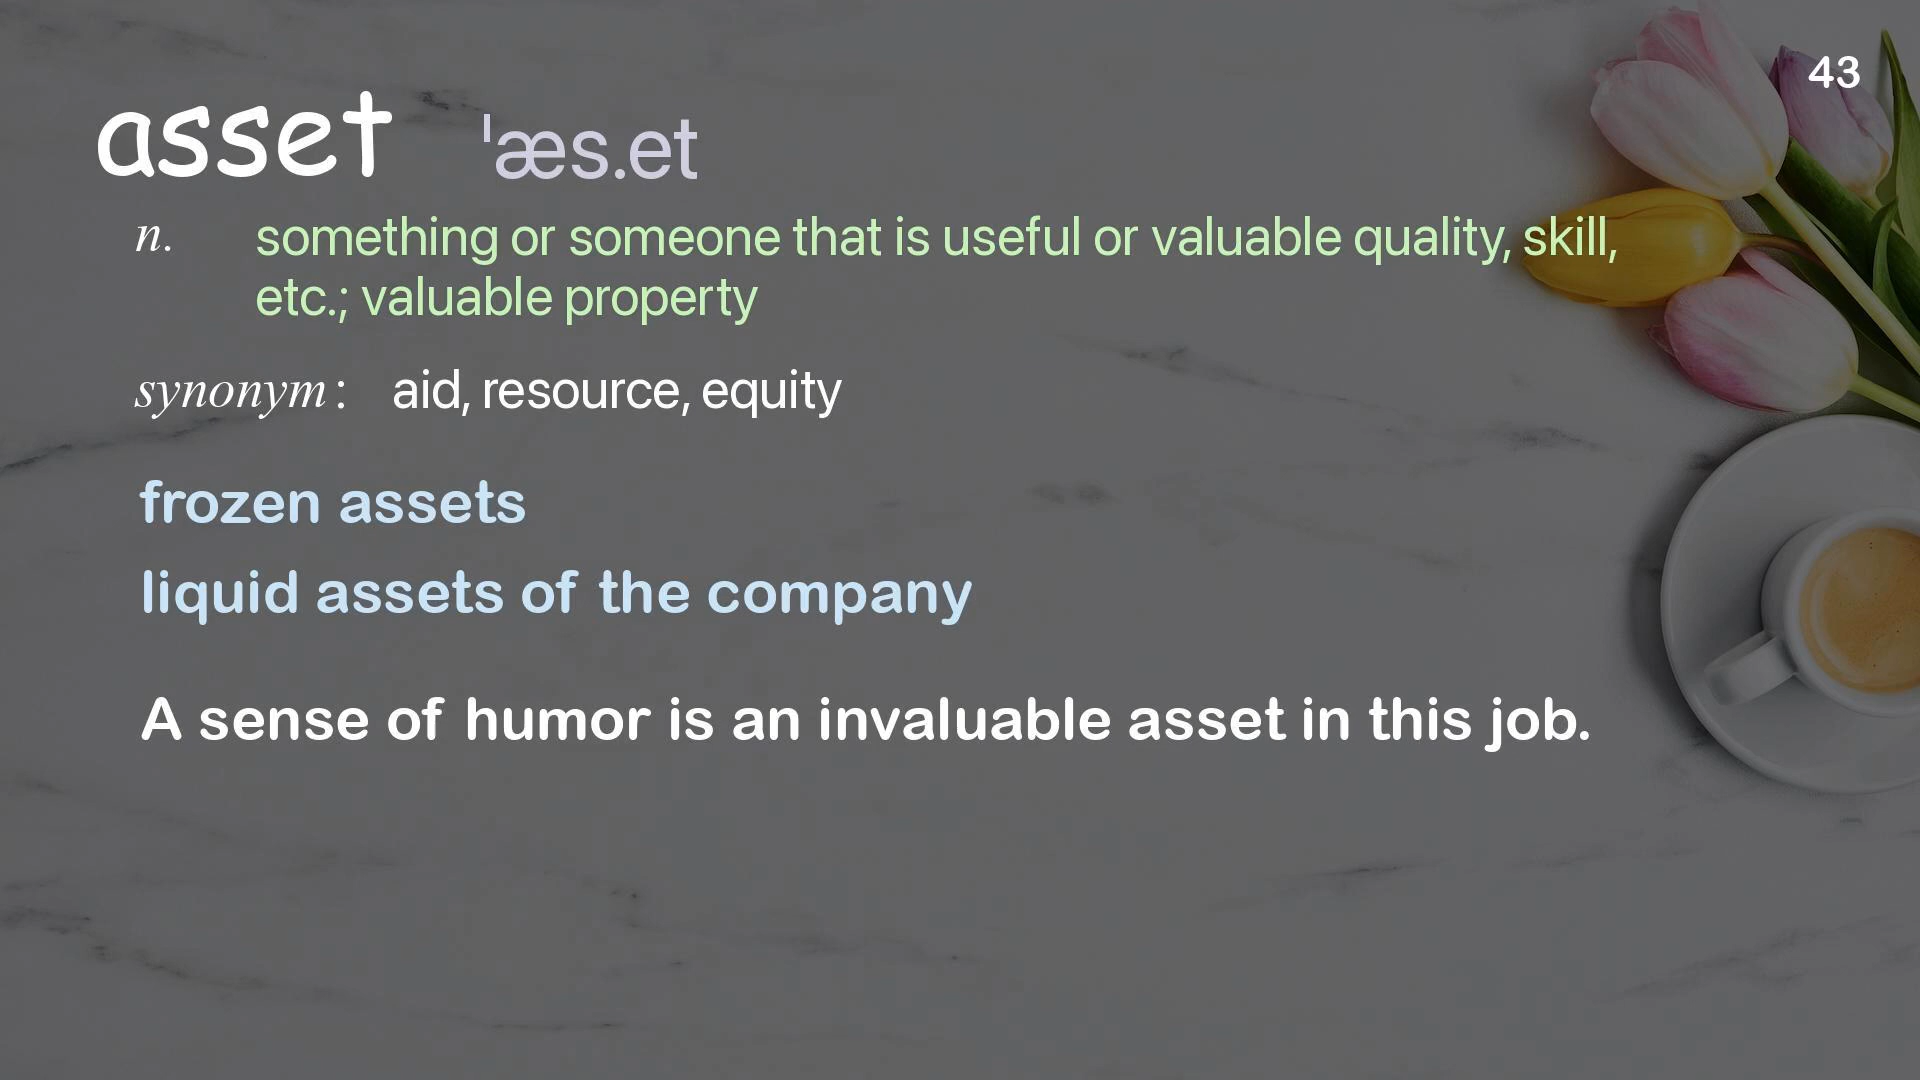 43
asset ˈæs.et
n. something or someone that is useful or valuable quality, skill,
etc.; valuable property
synonym: aid, resource, equity
frozen assets
liquid assets of the company
A sense of humor is an invaluable asset in this job.